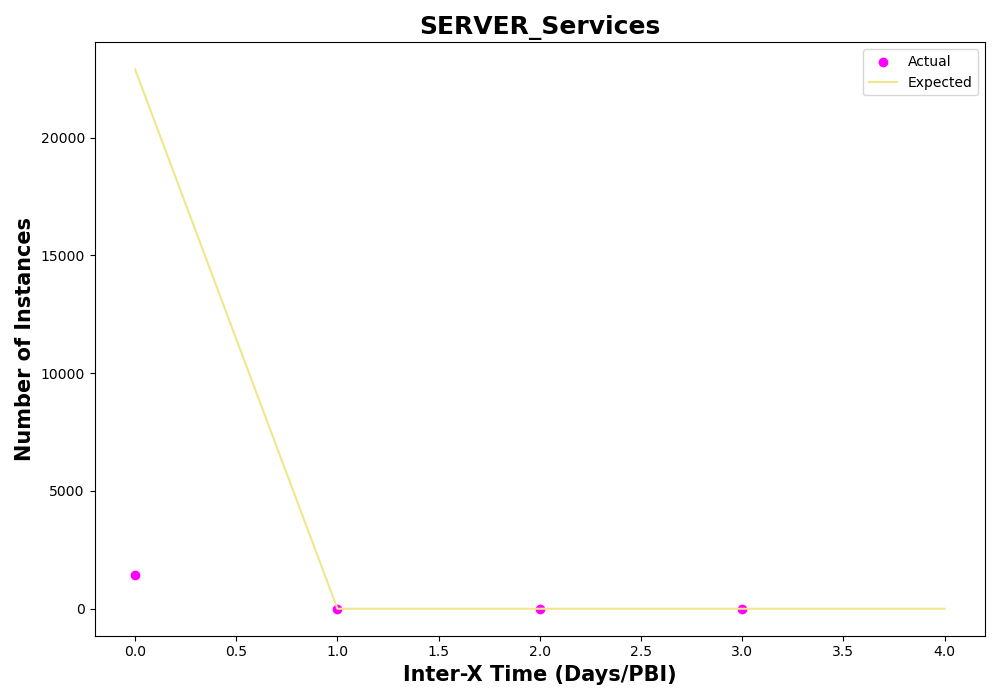 SERVER_Services
Actual
Expected
Number of Instances
20000
15000
10000
5000
0
0.0 0.5 1.0 1.5 2.0 2.5 3.0 3.5 4.0
Inter-X Time (Days/PBI)